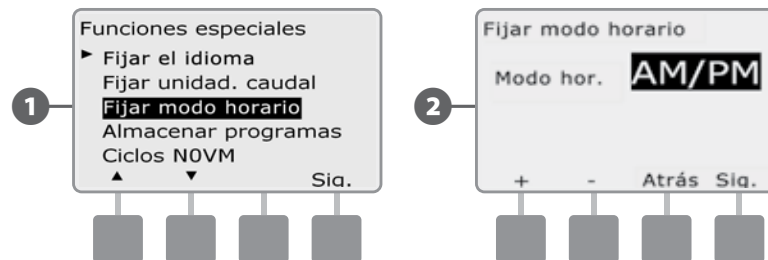 Funciones especiales
► Fijar el idioma
Fijar unidad. caudal
Fijar modo horario
Almacenar programas
Ciclos N0VM
▲ ▼ Sig.
1
Fijar modo horario
Modo hor. AM/PM
+ - Atrás Sig.
2